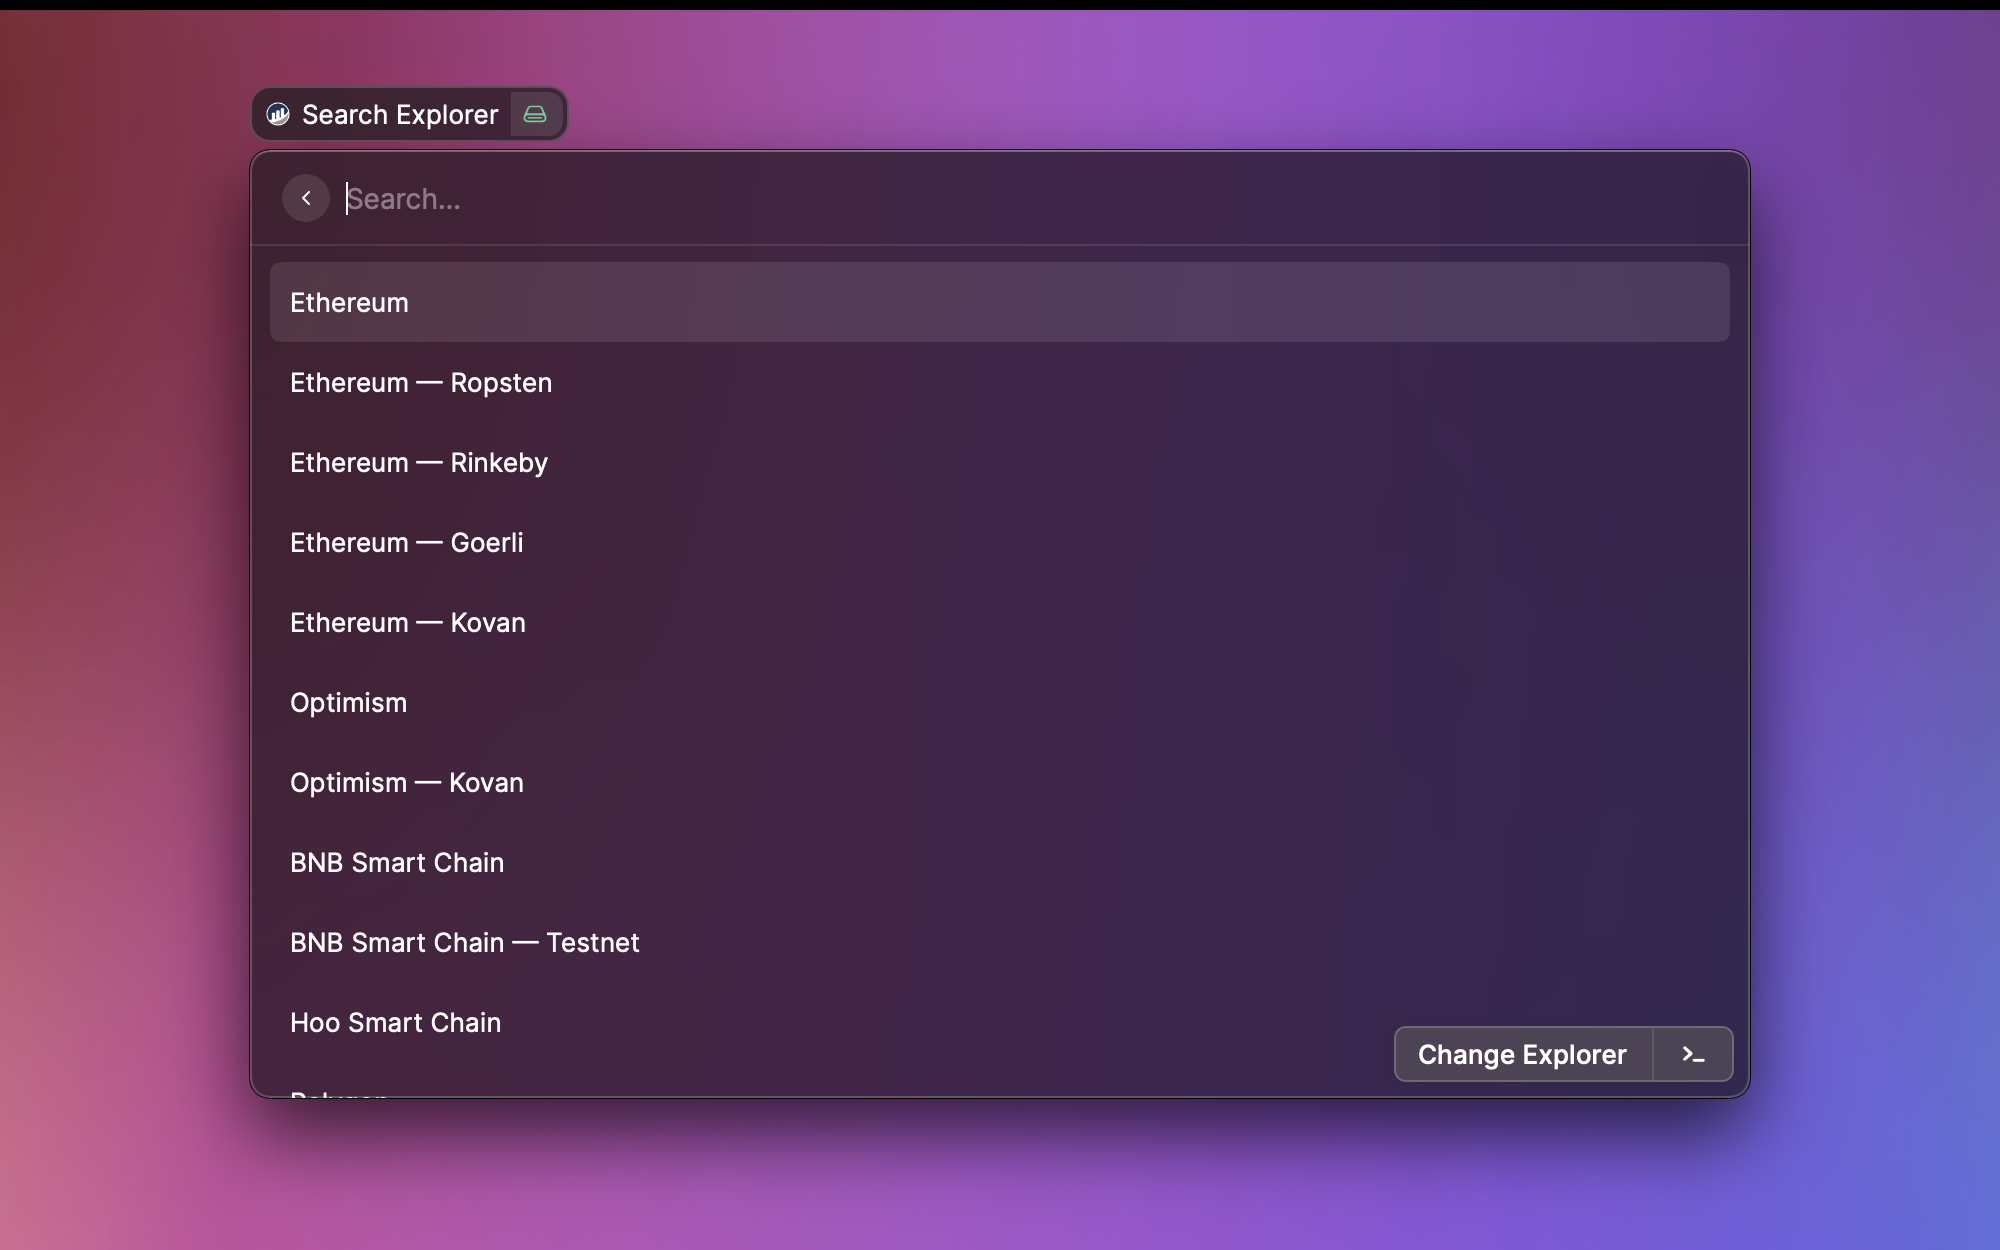 Search Explorer
Search...
Ethereum
Ethereum — Ropsten
Ethereum — Rinkeby
Ethereum — Goerli
Ethereum — Kovan
Optimism
Optimism — Kovan
BNB Smart Chain
BNB Smart Chain — Testnet
Hoo Smart Chain
Change Explorer
Polygon